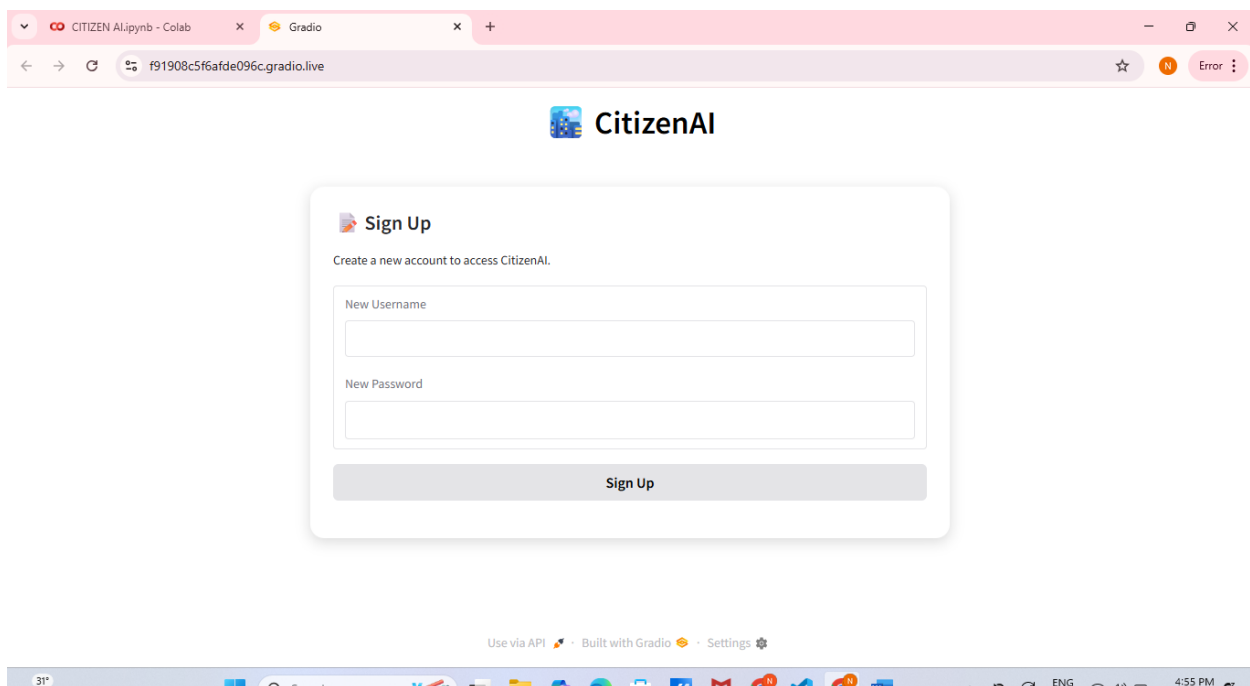 CITIZEN AI.ipynb - Colab
Gradio
f91908c5f6afde096c.gradio.live
N
Error
CitizenAI
Sign Up
Create a new account to access CitizenAI.
New Username
New Password
Sign Up
Use via API · Built with Gradio · Settings
31°
ENG
4:55 PM